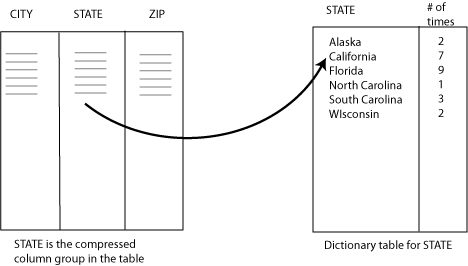 CITY STATE ZIP
STATE # of times
Alaska 2
California 7
Florida 9
North Carolina 1
South Carolina 3
WIsconsin 2
STATE is the compressed
column group in the table
Dictionary table for STATE